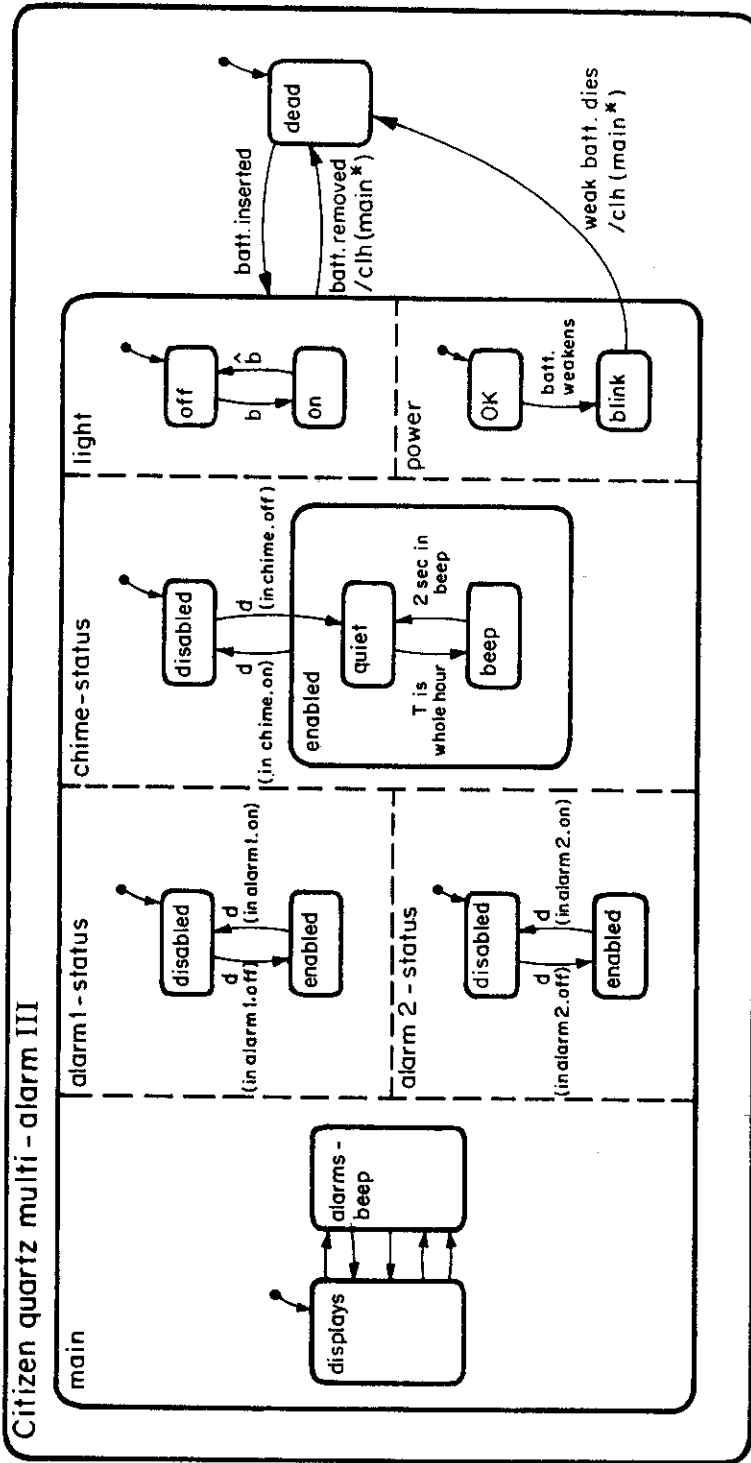 Citizen quartz multi-alarm III
main
displays
alarms-
beep
alarm1-status
disabled
d
(in alarm1.off)
d
(in alarm1.on)
enabled
alarm 2-status
disabled
d
(in alarm2.off)
d
(in alarm2.on)
enabled
chime-status
disabled
d
(in chime.on)
d
(in chime.off)
enabled
quiet
T is
whole hour
2 sec in
beep
beep
light
off
b
b̂
on
power
OK
batt.
weakens
blink
batt. inserted
batt. removed
/clh(main*)
dead
weak batt. dies
/clh(main*)